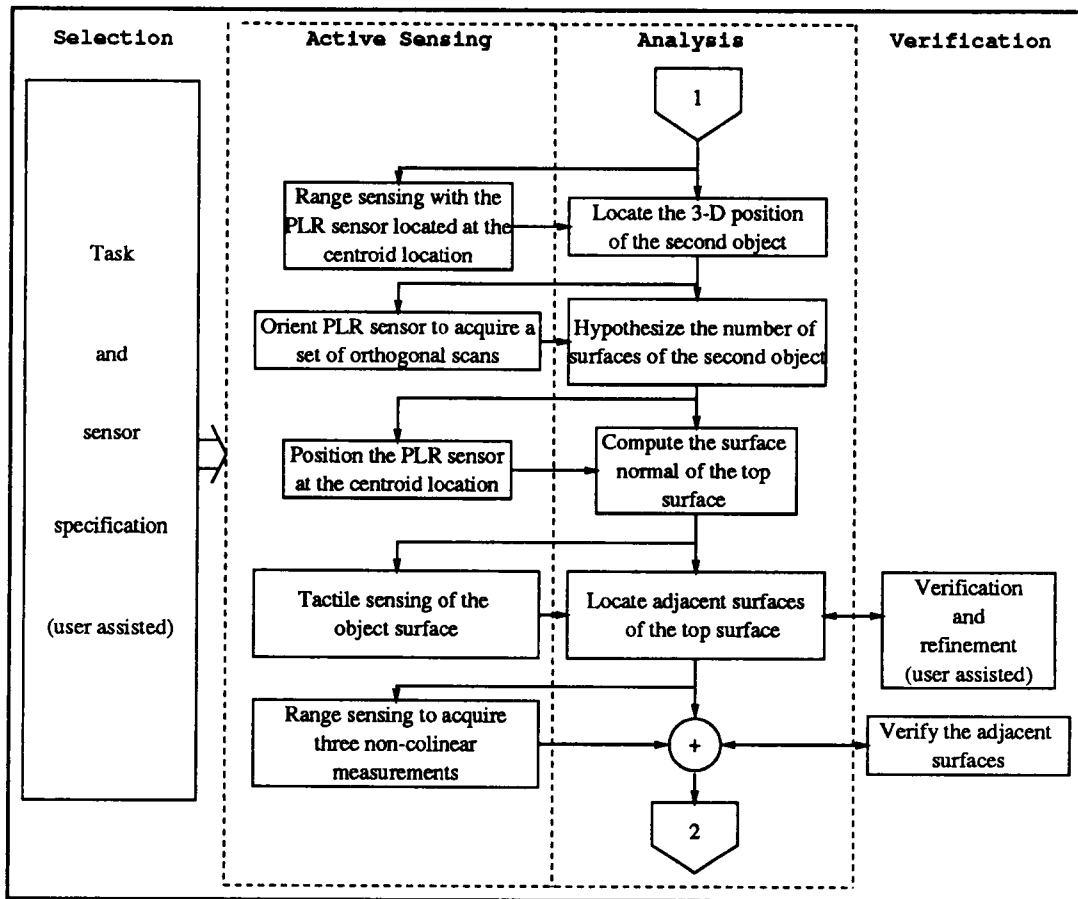 Selection
Active Sensing
Analysis
Verification
1
Range sensing with the
PLR sensor located at the
centroid location
Locate the 3-D position
of the second object
Task
and
sensor
specification
(user assisted)
Orient PLR sensor to acquire a
set of orthogonal scans
Hypothesize the number of
surfaces of the second object
Position the PLR sensor
at the centroid location
Compute the surface
normal of the top
surface
Tactile sensing of the
object surface
Locate adjacent surfaces
of the top surface
Verification
and
refinement
(user assisted)
Range sensing to acquire
three non-colinear
measurements
+
Verify the adjacent
surfaces
2